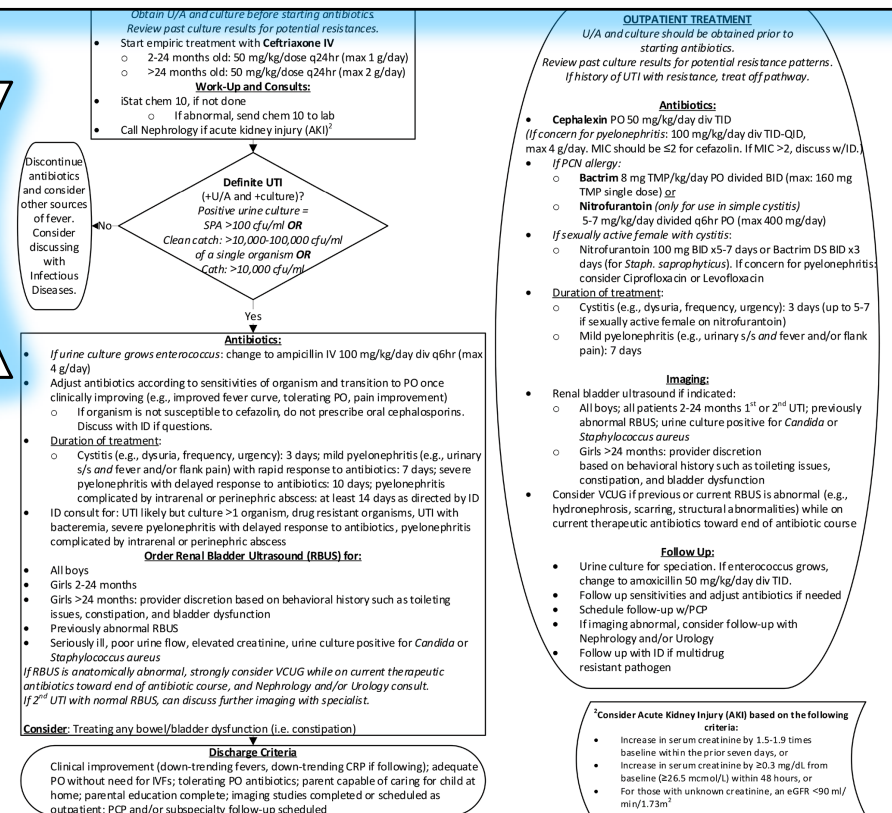 Obtain U/A and culture before starting antibiotics.
Review past culture results for potential resistances.
• Start empiric treatment with Ceftriaxone IV
o 2-24 months old: 50 mg/kg/dose q24hr (max 1 g/day)
o >24 months old: 50 mg/kg/dose q24hr (max 2 g/day)
Work-Up and Consults:
• iStat chem 10, if not done
o If abnormal, send chem 10 to lab
• Call Nephrology if acute kidney injury (AKI)²
Discontinue
antibiotics
and consider
other sources
of fever.
Consider
discussing
with
Infectious
Diseases.
No
Definite UTI
(+U/A and +culture)?
Positive urine culture =
SPA >100 cfu/ml OR
Clean catch: >10,000-100,000 cfu/ml
of a single organism OR
Cath: >10,000 cfu/ml
Yes
Antibiotics:
• If urine culture grows enterococcus: change to ampicillin IV 100 mg/kg/day div q6hr (max
4 g/day)
• Adjust antibiotics according to sensitivities of organism and transition to PO once
clinically improving (e.g., improved fever curve, tolerating PO, pain improvement)
o If organism is not susceptible to cefazolin, do not prescribe oral cephalosporins.
Discuss with ID if questions.
• Duration of treatment:
o Cystitis (e.g., dysuria, frequency, urgency): 3 days; mild pyelonephritis (e.g., urinary
s/s and fever and/or flank pain) with rapid response to antibiotics: 7 days; severe
pyelonephritis with delayed response to antibiotics: 10 days; pyelonephritis
complicated by intrarenal or perinephric abscess: at least 14 days as directed by ID
• ID consult for: UTI likely but culture >1 organism, drug resistant organisms, UTI with
bacteremia, severe pyelonephritis with delayed response to antibiotics, pyelonephritis
complicated by intrarenal or perinephric abscess
Order Renal Bladder Ultrasound (RBUS) for:
• All boys
• Girls 2-24 months
• Girls >24 months: provider discretion based on behavioral history such as toileting
issues, constipation, and bladder dysfunction
• Previously abnormal RBUS
• Seriously ill, poor urine flow, elevated creatinine, urine culture positive for Candida or
Staphylococcus aureus
If RBUS is anatomically abnormal, strongly consider VCUG while on current therapeutic
antibiotics toward end of antibiotic course, and Nephrology and/or Urology consult.
If 2nd UTI with normal RBUS, can discuss further imaging with specialist.
Consider: Treating any bowel/bladder dysfunction (i.e. constipation)
Discharge Criteria
Clinical improvement (down-trending fevers, down-trending CRP if following); adequate
PO without need for IVFs; tolerating PO antibiotics; parent capable of caring for child at
home; parental education complete; imaging studies completed or scheduled as
outpatient; PCP and/or subspecialty follow-up scheduled
OUTPATIENT TREATMENT
U/A and culture should be obtained prior to
starting antibiotics.
Review past culture results for potential resistance patterns.
If history of UTI with resistance, treat off pathway.
Antibiotics:
• Cephalexin PO 50 mg/kg/day div TID
(If concern for pyelonephritis: 100 mg/kg/day div TID-QID,
max 4 g/day. MIC should be ≤2 for cefazolin. If MIC >2, discuss w/ID.)
• If PCN allergy:
o Bactrim 8 mg TMP/kg/day PO divided BID (max: 160 mg
TMP single dose) or
o Nitrofurantoin (only for use in simple cystitis)
5-7 mg/kg/day divided q6hr PO (max 400 mg/day)
• If sexually active female with cystitis:
o Nitrofurantoin 100 mg BID x5-7 days or Bactrim DS BID x3
days (for Staph. saprophyticus). If concern for pyelonephritis:
consider Ciprofloxacin or Levofloxacin
• Duration of treatment:
o Cystitis (e.g., dysuria, frequency, urgency): 3 days (up to 5-7
if sexually active female on nitrofurantoin)
o Mild pyelonephritis (e.g., urinary s/s and fever and/or flank
pain): 7 days
Imaging:
• Renal bladder ultrasound if indicated:
o All boys; all patients 2-24 months 1st or 2nd UTI; previously
abnormal RBUS; urine culture positive for Candida or
Staphylococcus aureus
o Girls >24 months: provider discretion
based on behavioral history such as toileting issues,
constipation, and bladder dysfunction
• Consider VCUG if previous or current RBUS is abnormal (e.g.,
hydronephrosis, scarring, structural abnormalities) while on
current therapeutic antibiotics toward end of antibiotic course
Follow Up:
• Urine culture for speciation. If enterococcus grows,
change to amoxicillin 50 mg/kg/day div TID.
• Follow up sensitivities and adjust antibiotics if needed
• Schedule follow-up w/PCP
• If imaging abnormal, consider follow-up with
Nephrology and/or Urology
• Follow up with ID if multidrug
resistant pathogen
²Consider Acute Kidney Injury (AKI) based on the following
criteria:
• Increase in serum creatinine by 1.5-1.9 times
baseline within the prior seven days, or
• Increase in serum creatinine by ≥0.3 mg/dL from
baseline (≥26.5 mcmol/L) within 48 hours, or
• For those with unknown creatinine, an eGFR <90 ml/
min/1.73m²